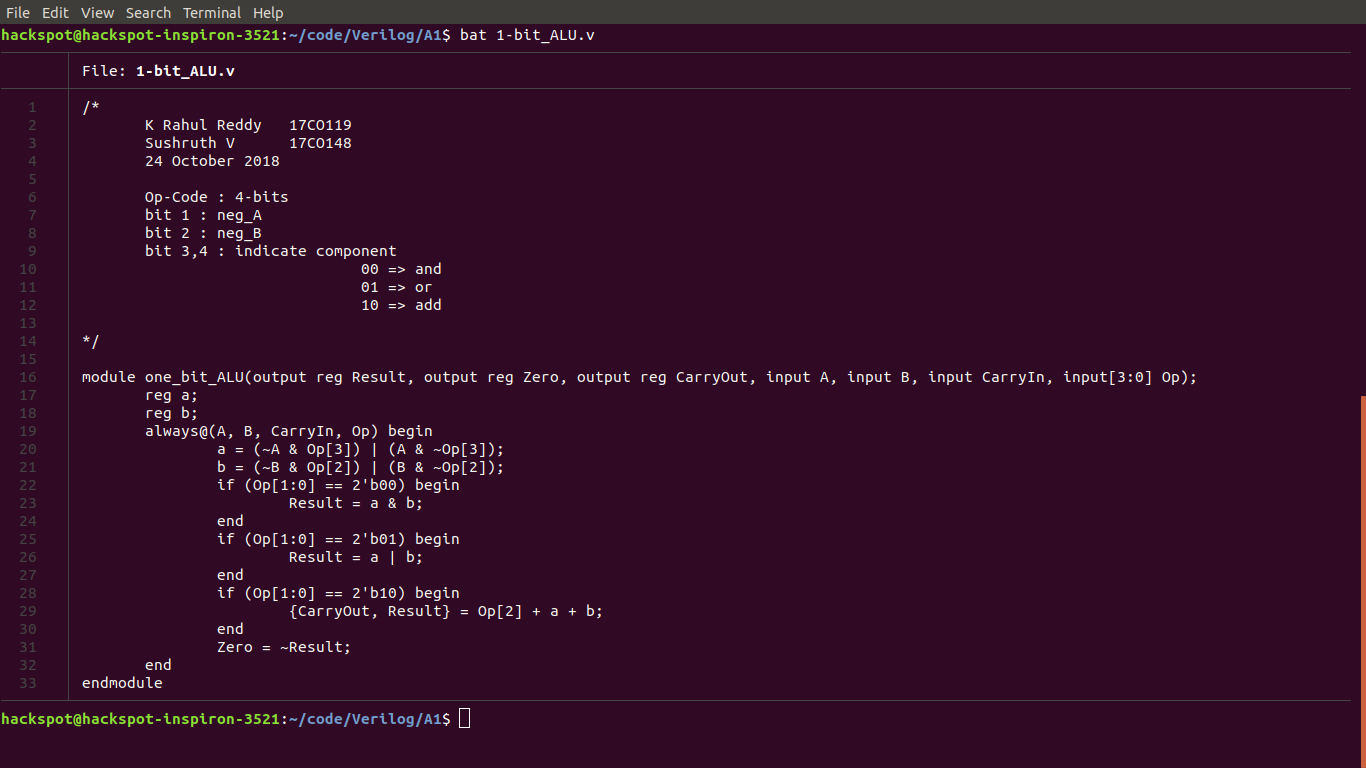 File Edit View Search Terminal Help
hackspot@hackspot-inspiron-3521:~/code/Verilog/A1$ bat 1-bit_ALU.v
File: 1-bit_ALU.v
1 /*
2 K Rahul Reddy 17CO119
3 Sushruth V 17CO148
4 24 October 2018
5
6 Op-Code : 4-bits
7 bit 1 : neg_A
8 bit 2 : neg_B
9 bit 3,4 : indicate component
10 00 => and
11 01 => or
12 10 => add
13
14 */
15
16 module one_bit_ALU(output reg Result, output reg Zero, output reg CarryOut, input A, input B, input CarryIn, input[3:0] Op);
17 reg a;
18 reg b;
19 always@(A, B, CarryIn, Op) begin
20 a = (~A & Op[3]) | (A & ~Op[3]);
21 b = (~B & Op[2]) | (B & ~Op[2]);
22 if (Op[1:0] == 2'b00) begin
23 Result = a & b;
24 end
25 if (Op[1:0] == 2'b01) begin
26 Result = a | b;
27 end
28 if (Op[1:0] == 2'b10) begin
29 {CarryOut, Result} = Op[2] + a + b;
30 end
31 Zero = ~Result;
32 end
33 endmodule
hackspot@hackspot-inspiron-3521:~/code/Verilog/A1$